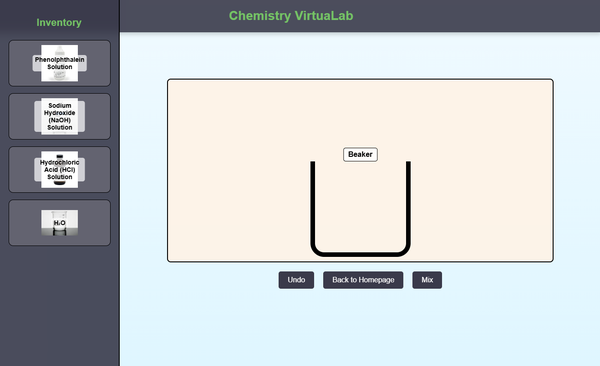 Chemistry VirtuaLab
Inventory
Phenolphthalein
Solution
Sodium
Hydroxide
(NaOH)
Solution
Hydrochloric
Acid (HCl)
Solution
H₂O
Beaker
Undo
Back to Homepage
Mix